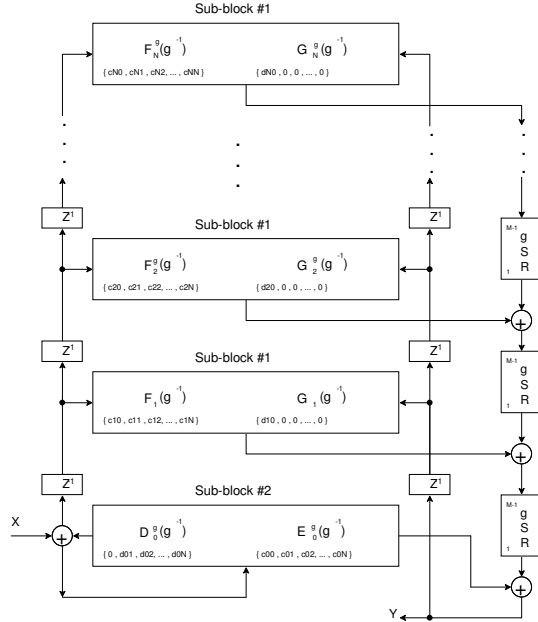 Sub-block #1
F_N^g(g^-1) G_N^g(g^-1)
{ cN0 , cN1 , cN2, ... , cNN } { dN0 , 0, 0, ... , 0 }
. . . . . . . . . . . .
Z^1 Z^1
Sub-block #1
F_2^g(g^-1) G_2^g(g^-1)
{ c20 , c21 , c22, ... , c2N } { d20, 0, 0, ... , 0 }
M-1 g S R 1
+
Z^1 Z^1
Sub-block #1
F_1(g^-1) G_1(g^-1)
{ c10 , c11 , c12, ... , c1N } { d10, 0, 0, ... , 0 }
M-1 g S R 1
+
Z^1 Z^1
Sub-block #2
X + D_0^g(g^-1) E_0^g(g^-1)
{ 0 , d01 , d02, ... , d0N } { c00 , c01 , c02, ... , c0N }
M-1 g S R 1
+
Y